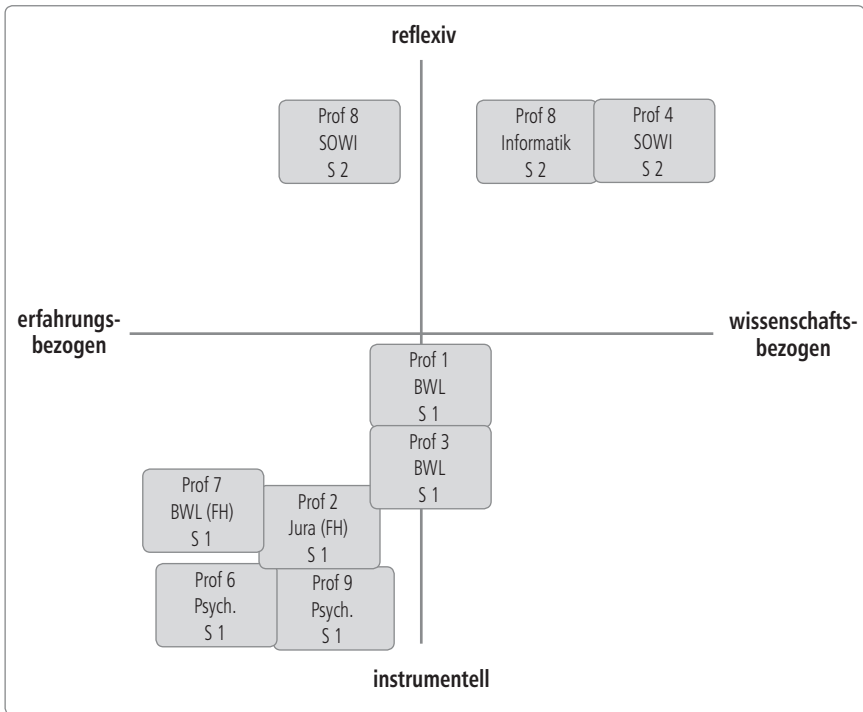 reflexiv
Prof 8
SOWI
S 2
Prof 8
Informatik
S 2
Prof 4
SOWI
S 2
erfahrungs-
bezogen
wissenschafts-
bezogen
Prof 1
BWL
S 1
Prof 3
BWL
S 1
Prof 7
BWL (FH)
S 1
Prof 2
Jura (FH)
S 1
Prof 6
Psych.
S 1
Prof 9
Psych.
S 1
instrumentell